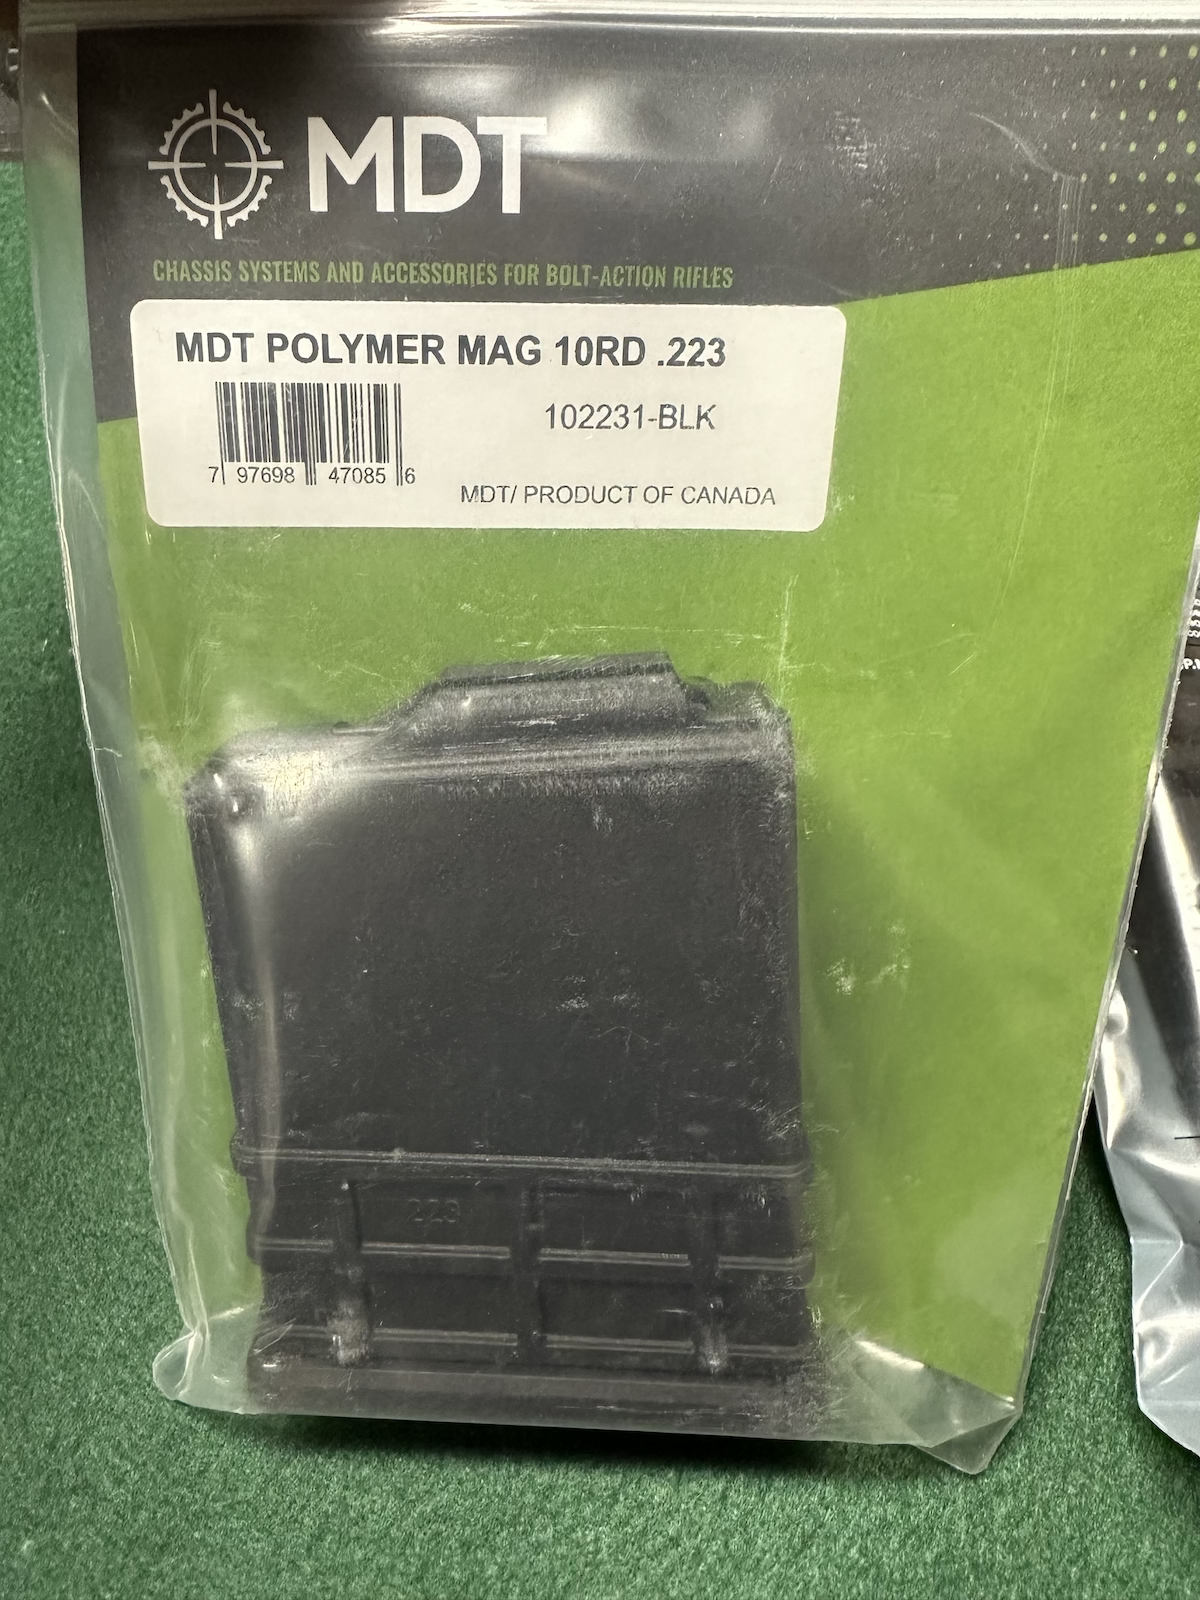 MDT
CHASSIS SYSTEMS AND ACCESSORIES FOR BOLT-ACTION RIFLES
MDT POLYMER MAG 10RD .223
102231-BLK
7 97698 47085 6
MDT/ PRODUCT OF CANADA
223